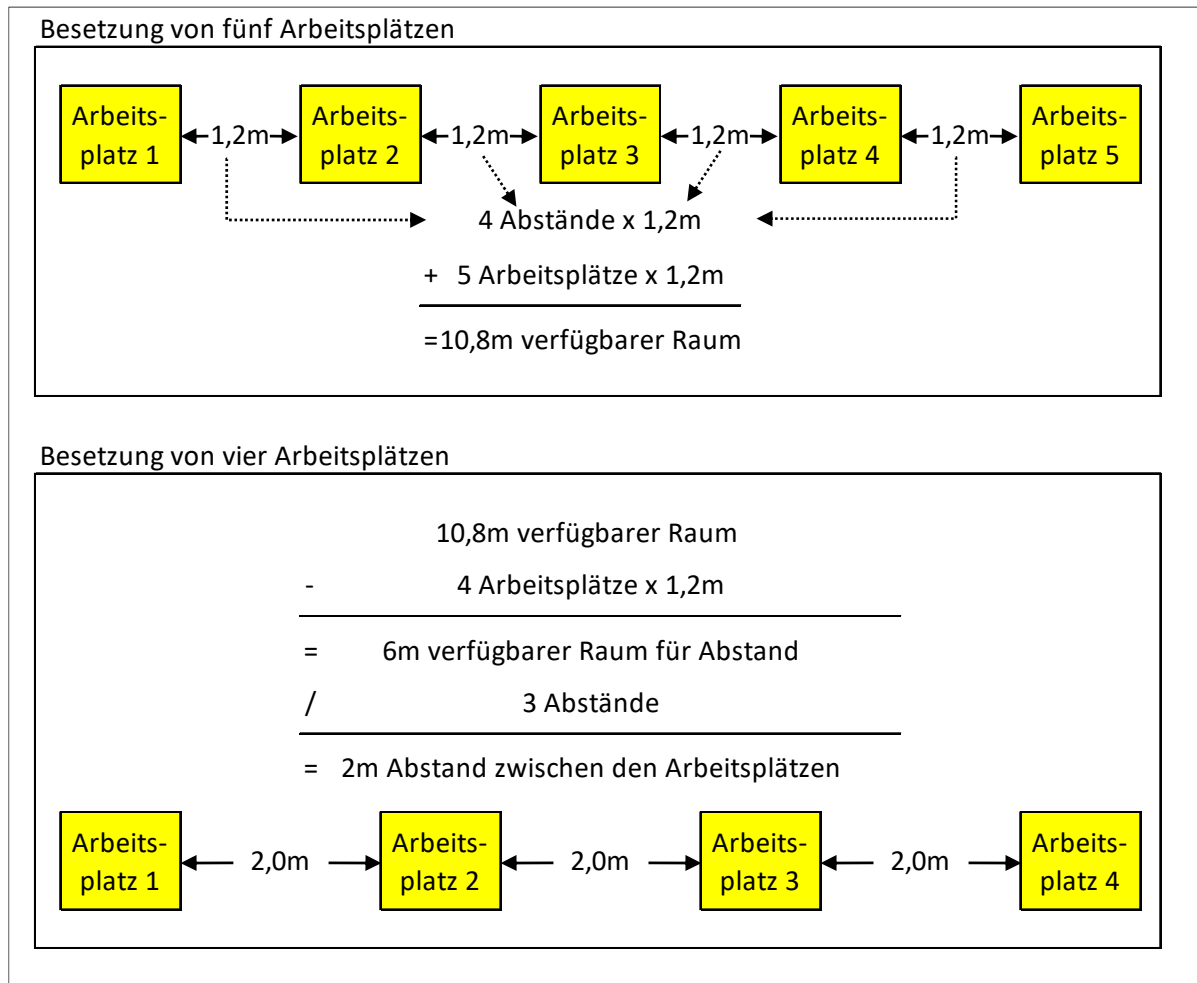 Besetzung von fünf Arbeitsplätzen
Arbeits-
platz 1
1,2m
Arbeits-
platz 2
1,2m
Arbeits-
platz 3
1,2m
Arbeits-
platz 4
1,2m
Arbeits-
platz 5
4 Abstände x 1,2m
+ 5 Arbeitsplätze x 1,2m
=10,8m verfügbarer Raum
Besetzung von vier Arbeitsplätzen
10,8m verfügbarer Raum
- 4 Arbeitsplätze x 1,2m
= 6m verfügbarer Raum für Abstand
/ 3 Abstände
= 2m Abstand zwischen den Arbeitsplätzen
Arbeits-
platz 1
2,0m
Arbeits-
platz 2
2,0m
Arbeits-
platz 3
2,0m
Arbeits-
platz 4